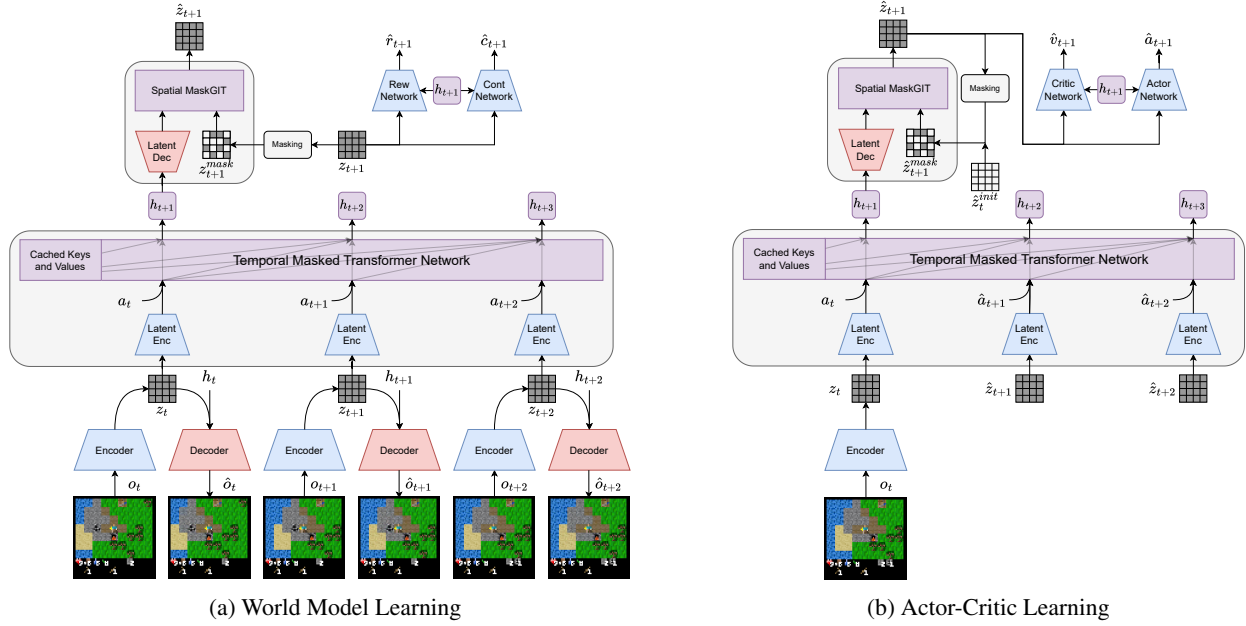 ẑ_{t+1}
r̂_{t+1}
ĉ_{t+1}
Spatial MaskGIT
Rew
Network
h_{t+1}
Cont
Network
Latent
Dec
z^{mask}_{t+1}
Masking
z_{t+1}
h_{t+1}
h_{t+2}
h_{t+3}
Cached Keys
and Values
Temporal Masked Transformer Network
a_t
a_{t+1}
a_{t+2}
Latent
Enc
Latent
Enc
Latent
Enc
z_t
h_t
z_{t+1}
h_{t+1}
z_{t+2}
h_{t+2}
Encoder
Decoder
Encoder
Decoder
Encoder
Decoder
o_t
ô_t
o_{t+1}
ô_{t+1}
o_{t+2}
ô_{t+2}
(a) World Model Learning
ẑ_{t+1}
v̂_{t+1}
â_{t+1}
Spatial MaskGIT
Masking
Critic
Network
h_{t+1}
Actor
Network
Latent
Dec
ẑ^{mask}_{t+1}
ẑ^{init}_t
h_{t+1}
h_{t+2}
h_{t+3}
Cached Keys
and Values
Temporal Masked Transformer Network
a_t
â_{t+1}
â_{t+2}
Latent
Enc
Latent
Enc
Latent
Enc
z_t
ẑ_{t+1}
ẑ_{t+2}
Encoder
o_t
(b) Actor-Critic Learning